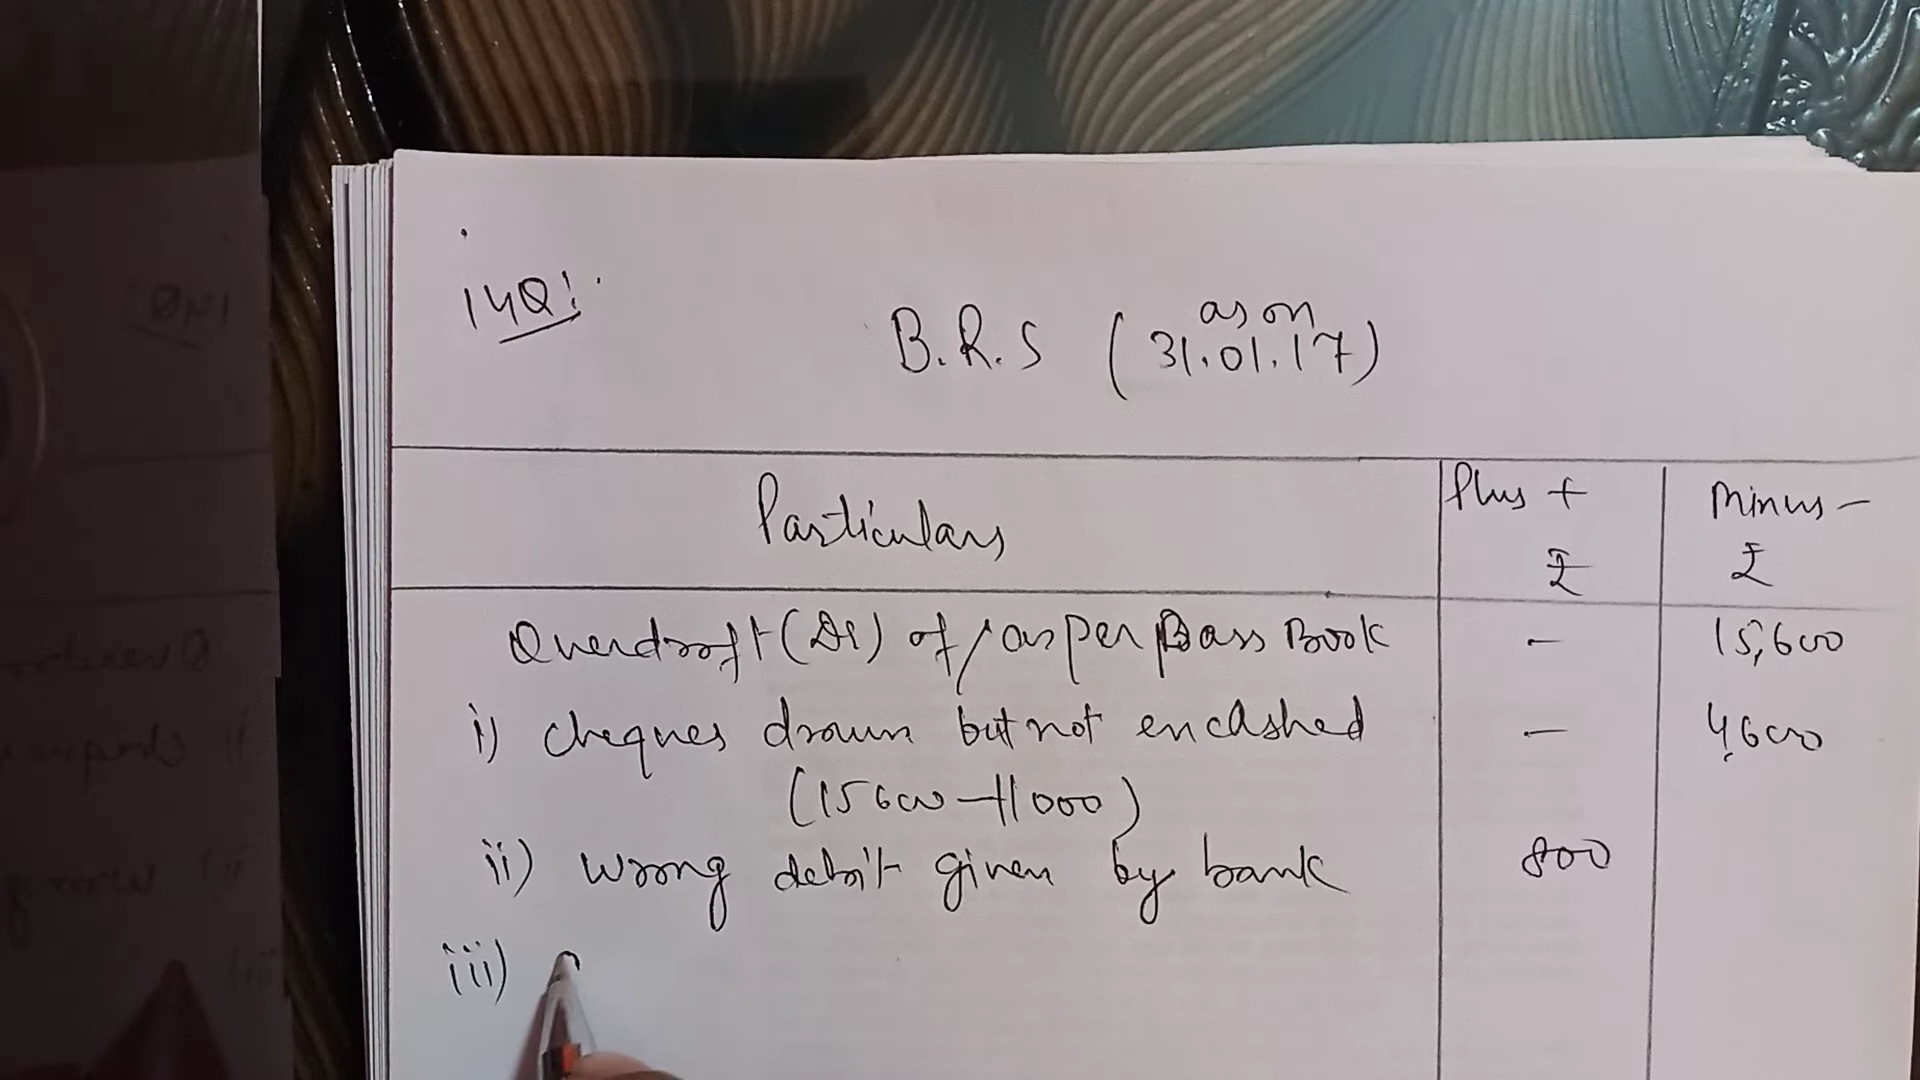 14Q:
B.R.S (as on 31.01.17)
Particulars
Plus +
₹
Minus -
₹
Overdraft (Dr) of / as per Pass Book - 15,600
i) cheques drawn but not encashed - 4,600
(15600-11000)
ii) wrong debit given by bank 800
iii)